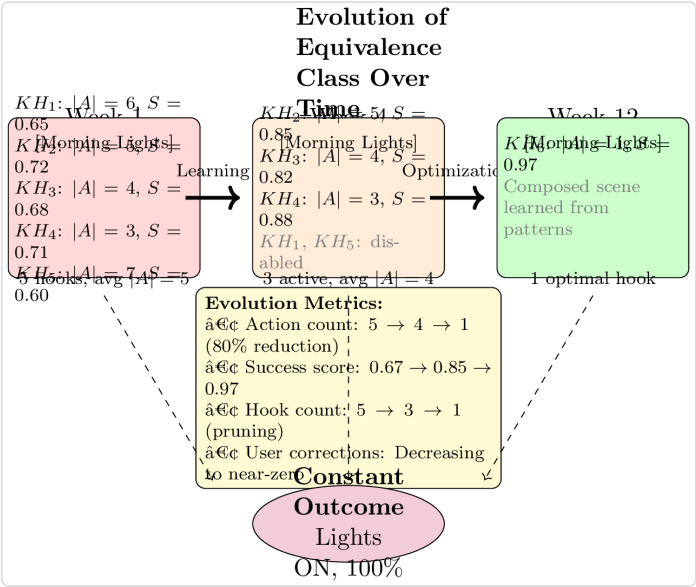 Evolution of
Equivalence
Class Over
Time
Week 1
[Morning Lights]
KH₁: |A| = 6, S =
0.65
KH₂: |A| = 5, S =
0.72
KH₃: |A| = 4, S =
0.68
KH₄: |A| = 3, S =
0.71
KH₅: |A| = 7, S =
0.60
5 hooks, avg |A| = 5
Learning
[Morning Lights]
KH₂: |A| = 5, S =
0.85
KH₃: |A| = 4, S =
0.82
KH₄: |A| = 3, S =
0.88
KH₁, KH₅: dis-
abled
3 active, avg |A| = 4
Optimization
Week 12
[Morning Lights]
KH₆: |A| = 1, S =
0.97
Composed scene
learned from
patterns
1 optimal hook
Evolution Metrics:
â€¢ Action count: 5 → 4 → 1
(80% reduction)
â€¢ Success score: 0.67 → 0.85 →
0.97
â€¢ Hook count: 5 → 3 → 1
(pruning)
â€¢ User corrections: Decreasing
to near-zero
Constant
Outcome
Lights
ON, 100%